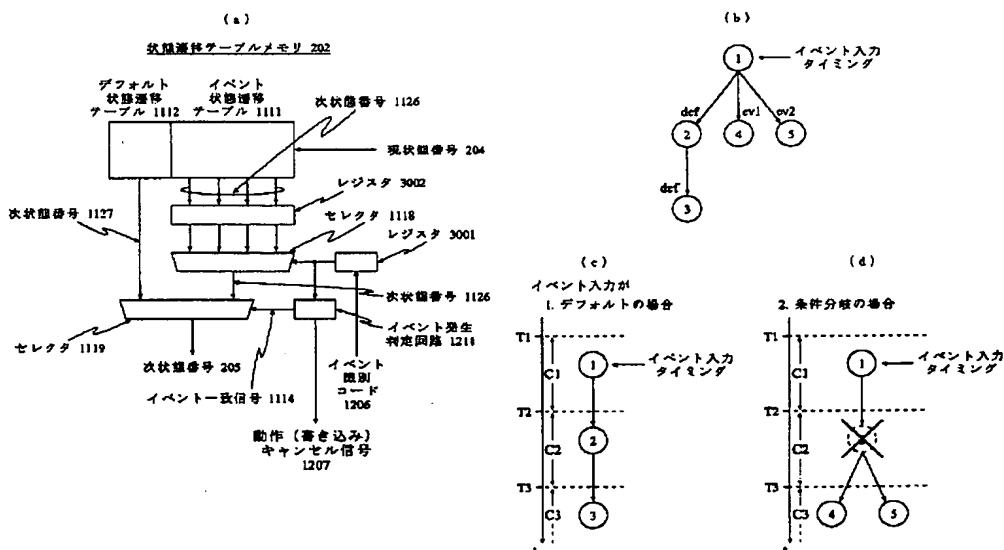 (a)
状態遷移テーブルメモリ 202
デフォルト
状態遷移
テーブル 1112
イベント
状態遷移
テーブル 1111
次状態番号 1126
現状態番号 204
レジスタ 3002
次状態番号 1127
セレクタ 1118
レジスタ 3001
次状態番号 1126
セレクタ 1119
イベント発生
判定回路 1211
次状態番号 205
イベント
識別
コード
1206
イベント一致信号 1114
動作(書き込み)
キャンセル信号
1207
(b)
1
イベント入力
タイミング
def
ev1
ev2
2
4
5
def
3
(c)
イベント入力が
1. デフォルトの場合
T1
C1
1
イベント入力
タイミング
T2
C2
2
T3
C3
3
(d)
2. 条件分岐の場合
T1
C1
1
イベント入力
タイミング
T2
C2
T3
C3
4
5